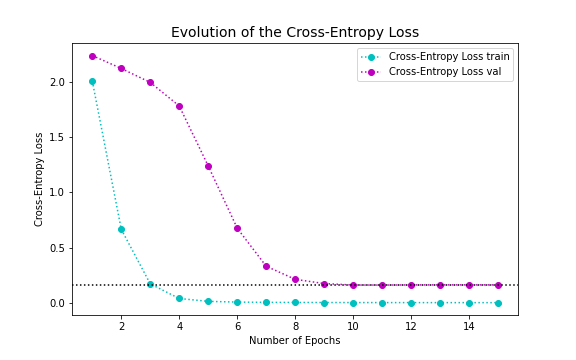 Evolution of the Cross-Entropy Loss
Cross-Entropy Loss train
Cross-Entropy Loss val
Cross-Entropy Loss
2.0
1.5
1.0
0.5
0.0
2 4 6 8 10 12 14
Number of Epochs